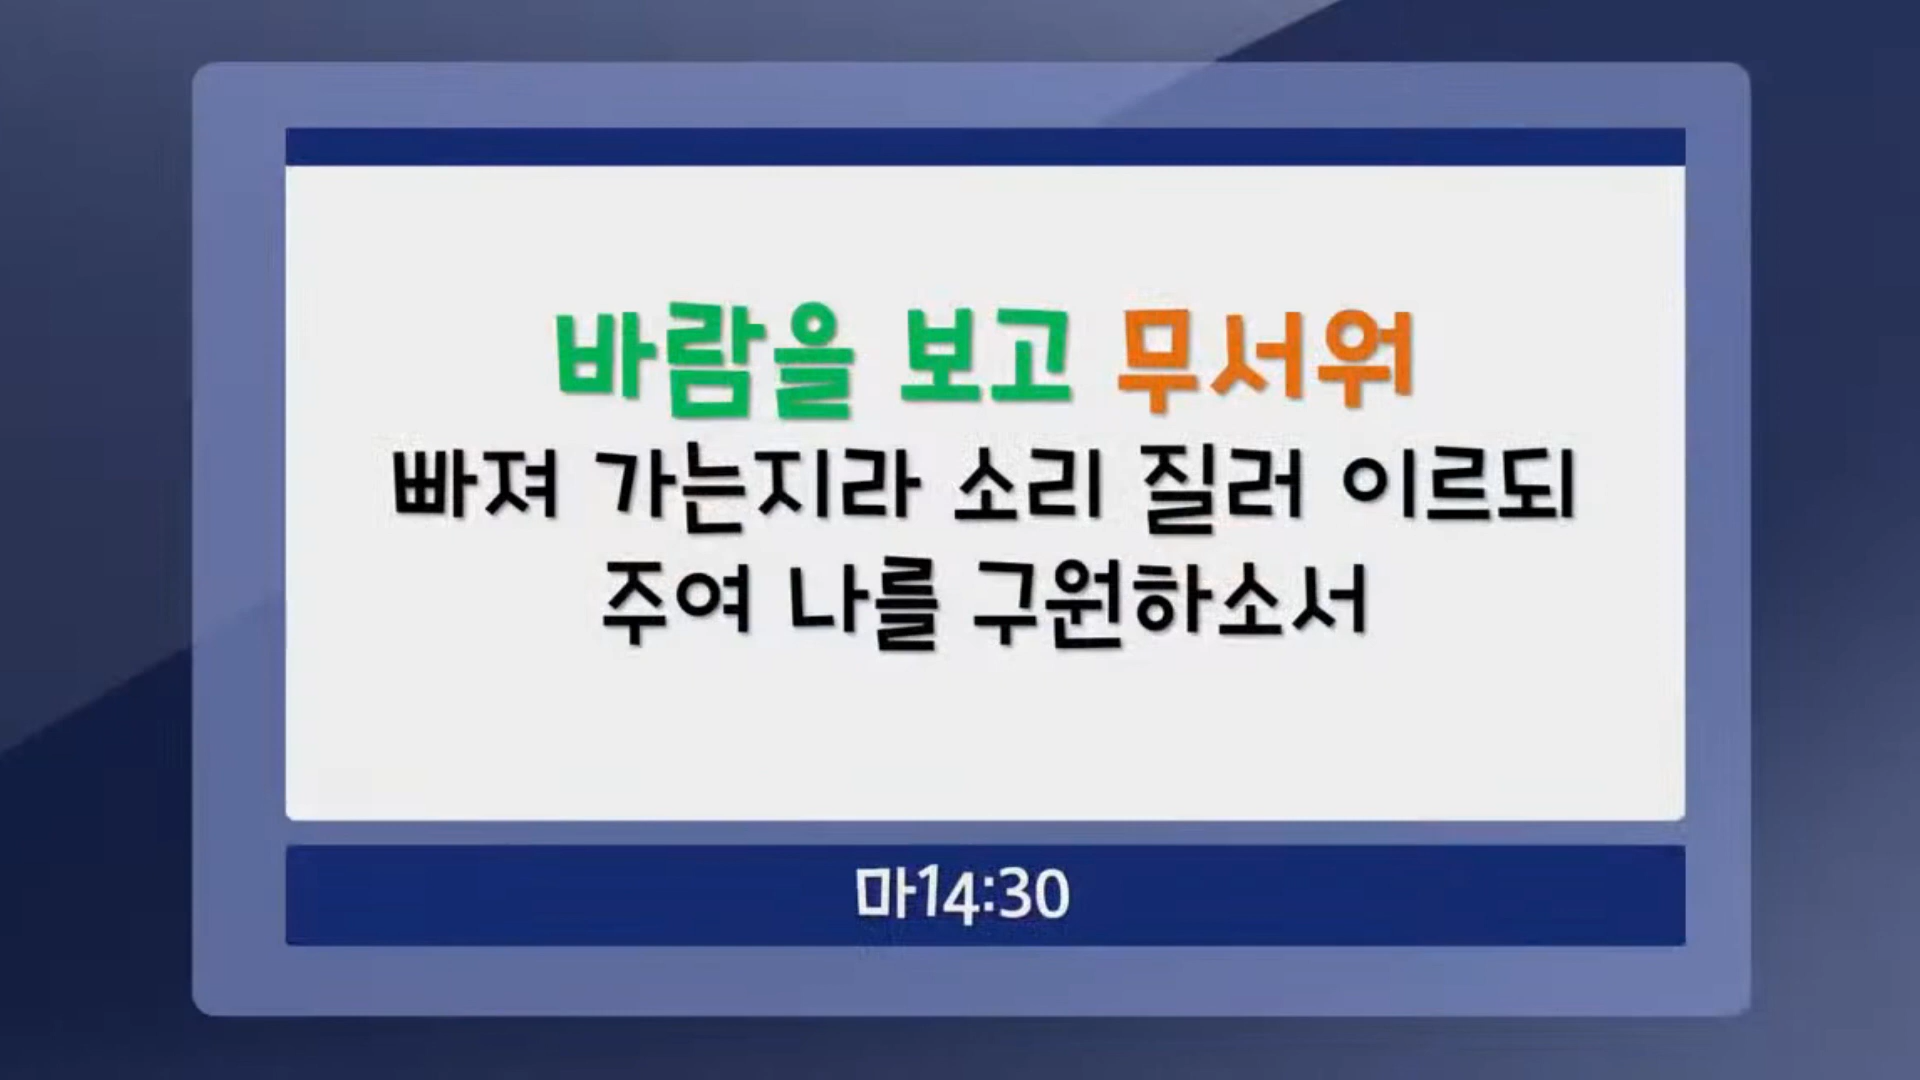 바람을 보고 무서워
빠져 가는지라 소리 질러 이르되
주여 나를 구원하소서
마14:30